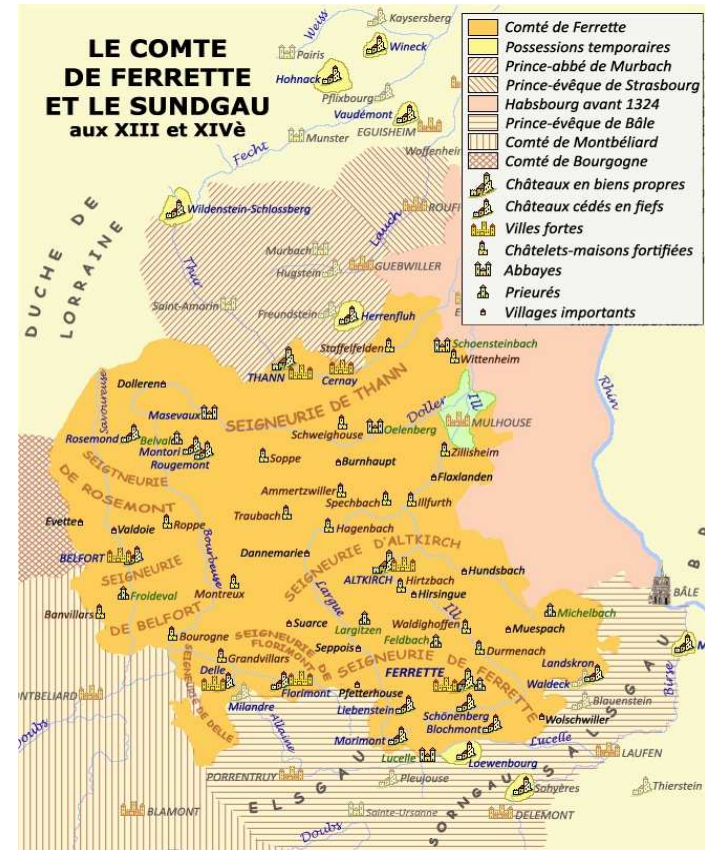 LE COMTE
DE FERRETTE
ET LE SUNDGAU
aux XIII et XIVè
Comté de Ferrette
Possessions temporaires
Prince-abbé de Murbach
Prince-évêque de Strasbourg
Habsbourg avant 1324
Prince-évêque de Bâle
Comté de Montbéliard
Comté de Bourgogne
Châteaux en biens propres
Châteaux cédés en fiefs
Villes fortes
Châtelets-maisons fortifiées
Abbayes
Prieurés
Villages importants
Weiss
Kaysersberg
Wineck
Pairis
Hohnack
Pflixbourg
Vaudémont
EGUISHEIM
Munster
Woffenheim
Fecht
Wildenstein-Schlossberg
Lauch
ROUFF
DUCHE DE
LORRAINE
Murbach
Thur
Hugstein
GUEBWILLER
Saint-Amarin
Freundstein
Herrenfluh
Staffelfelden
Schoensteinbach
Wittenheim
Rhin
THANN
Cernay
Dolleren
SEIGNEURIE DE THANN
Savoureuse
Masevaux
Doller
Ill
MULHOUSE
Schweighouse
Oelenberg
Rosemond
Belval
Montori
Rougemont
Zillisheim
Soppe
Burnhaupt
Flaxlanden
SEIGTNEURIE
DE ROSEMONT
Ammertzwiller
Spechbach
Illfurth
Traubach
Evette
Valdoie
Roppe
Hagenbach
Bourbeuse
Dannemarie
SEIGNEURIE D'ALTKIRCH
BELFORT
SEIGNEURIE
DE BELFORT
ALTKIRCH
Hundsbach
Hirtzbach
Hirsingue
Froideval
Montreux
Largue
Ill
BÂLE
Banvillars
Michelbach
Suarce
Largitzen
Waldighoffen
Muespach
Bourogne
Feldbach
Durmenach
SEIGNEURIE DE
FLORIMONT
Seppois
SEIGNEURIE DE FERRETTE
Grandvillars
Landskron
Waldeck
Birse
SEIGNEURIE DE DELLE
Delle
Florimont
Pfetterhouse
FERRETTE
Blauenstein
NTBELIARD
Milandre
Liebenstein
Schönenberg
Blochmont
Wolschwiller
Allaine
Morimont
Lucelle
Doubs
Lucelle
Loewenbourg
LAUFEN
PORRENTRUY
Pleujouse
ELSGAU
SORNGAU
SALSGAU
Sohyères
Thierstein
BLAMONT
Sainte-Ursanne
DELEMONT
Doubs